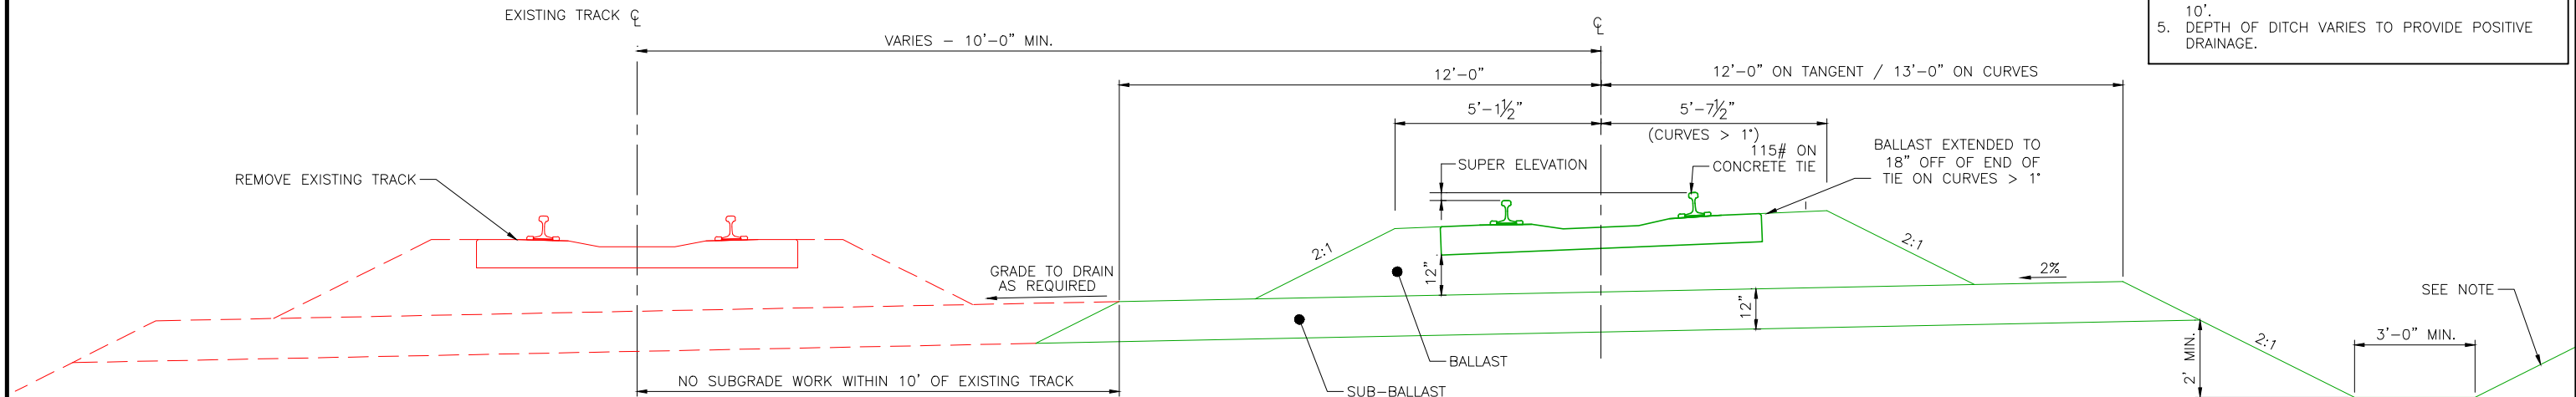 EXISTING TRACK ℄
℄
VARIES - 10'-0" MIN.
10'.
5. DEPTH OF DITCH VARIES TO PROVIDE POSITIVE
DRAINAGE.
12'-0"
12'-0" ON TANGENT / 13'-0" ON CURVES
5'-1½"
5'-7½"
(CURVES > 1°)
115# ON
CONCRETE TIE
SUPER ELEVATION
BALLAST EXTENDED TO
18" OFF OF END OF
TIE ON CURVES > 1°
REMOVE EXISTING TRACK
2:1
2:1
12"
GRADE TO DRAIN
AS REQUIRED
2%
SEE NOTE
12"
2:1
3'-0" MIN.
2' MIN.
BALLAST
NO SUBGRADE WORK WITHIN 10' OF EXISTING TRACK
SUB-BALLAST